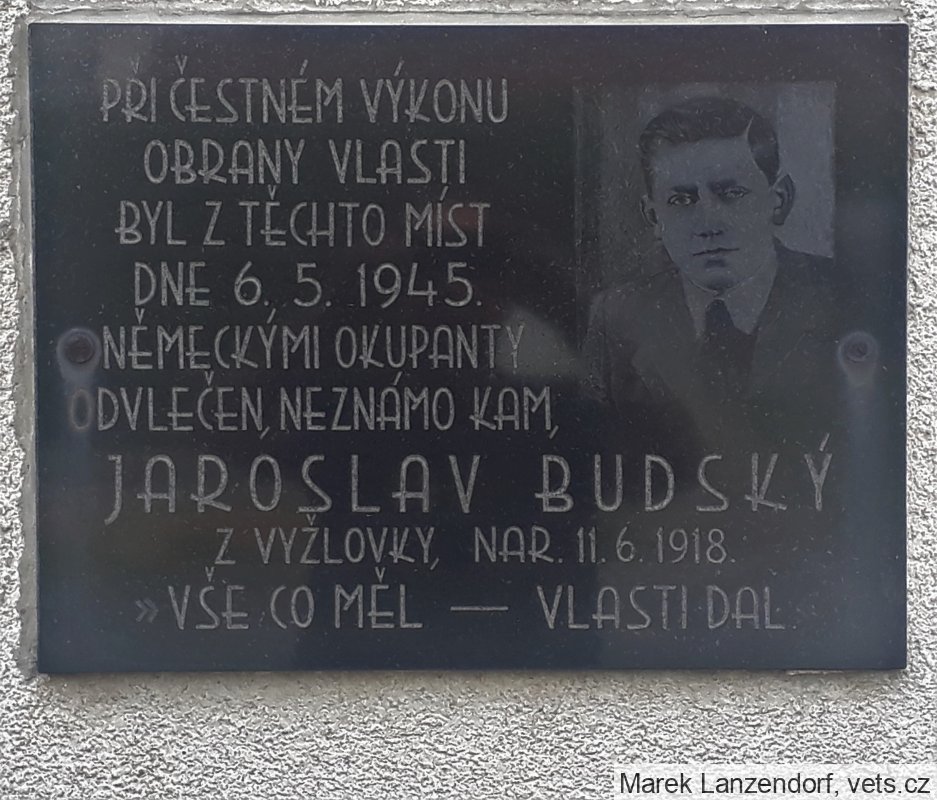 PŘI ČESTNÉM VÝKONU
OBRANY VLASTI
BYL Z TĚCHTO MÍST
DNE 6. 5. 1945.
NĚMECKÝMI OKUPANTY
ODVLEČEN, NEZNÁMO KAM,
JAROSLAV BUDSKÝ
Z VYŽLOVKY, NAR. 11. 6. 1918.
»VŠE CO MĚL — VLASTI DAL.
Marek Lanzendorf, vets.cz